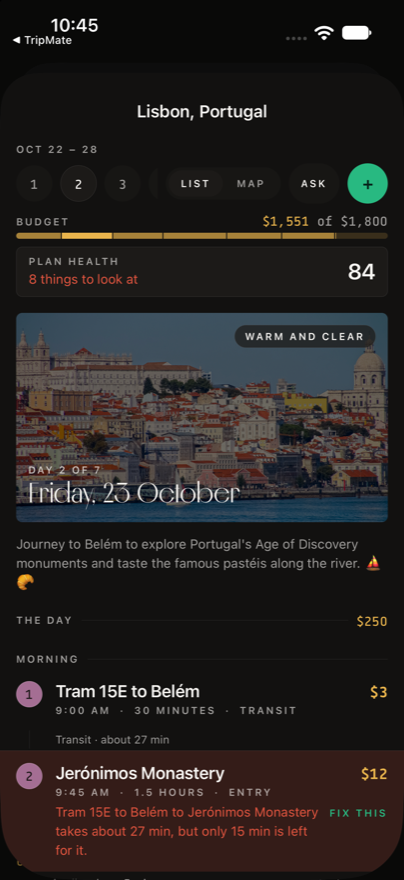 10:45
◀ TripMate
Lisbon, Portugal
OCT 22 – 28
1 2 3 LIST MAP ASK +
BUDGET $1,551 of $1,800
PLAN HEALTH
8 things to look at
84
WARM AND CLEAR
DAY 2 OF 7
Friday, 23 October
Journey to Belém to explore Portugal's Age of Discovery
monuments and taste the famous pastéis along the river. ⛵
🥐
THE DAY $250
MORNING
1 Tram 15E to Belém $3
9:00 AM · 30 MINUTES · TRANSIT
Transit · about 27 min
2 Jerónimos Monastery $12
9:45 AM · 1.5 HOURS · ENTRY
Tram 15E to Belém to Jerónimos Monastery FIX THIS
takes about 27 min, but only 15 min is left
for it.